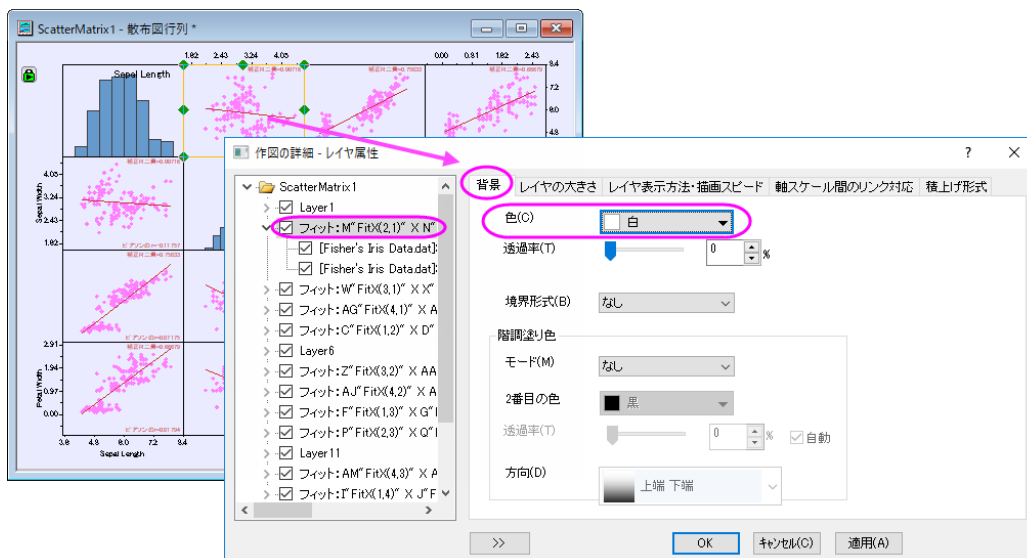 ScatterMatrix1 - 散布図行列 *
1.82 2.43 3.24 4.05
0.00 0.81 1.62 2.43
Sepal Length
8.4
7.2
6.0
4.8
4.05
3.24
2.43
1.62
Sepal Width
2.91
1.94
0.97
0.00
Petal Width
3.6 4.8 6.0 7.2 8.4
Sepal Length
作図の詳細 - レイヤ属性
?
ScatterMatrix1
Layer1
フィット:M"FitX(2,1)" X N"
[Fisher's Iris Data.dat]:
[Fisher's Iris Data.dat]:
フィット:W"FitX(3,1)" X X"
フィット:AG"FitX(4,1)" X A
フィット:C"FitX(1,2)" X D"
Layer6
フィット:Z"FitX(3,2)" X AA
フィット:AJ"FitX(4,2)" X A
フィット:F"FitX(1,3)" X G"
フィット:P"FitX(2,3)" X Q"
Layer11
フィット:AM"FitX(4,3)" X A
フィット:I"FitX(1,4)" X J"F
背景 レイヤの大きさ レイヤ表示方法・描画スピード 軸スケール間のリンク対応 積上げ形式
色(C) 白
透過率(T) 0 %
境界形式(B) なし
階調塗り色
モード(M) なし
2番目の色 黒
透過率(T) 0 % 自動
方向(D) 上端 下端
>> OK キャンセル(C) 適用(A)